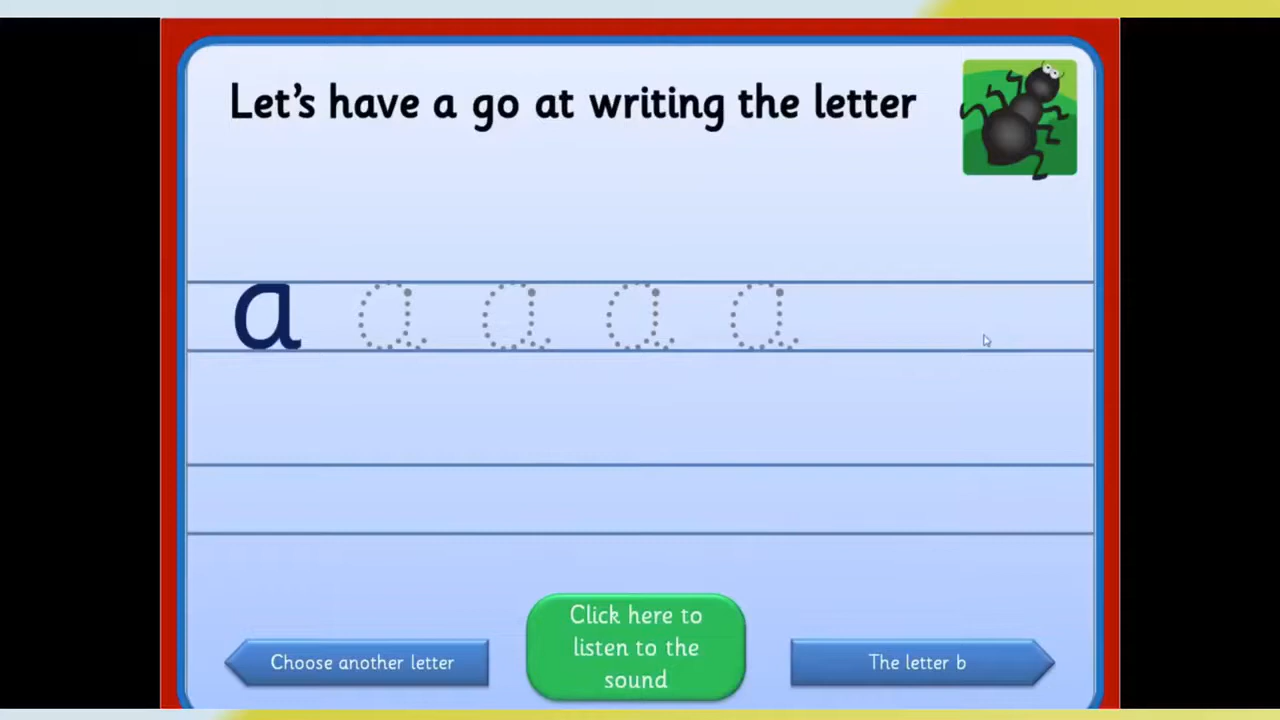 Let's have a go at writing the letter
a a a a a
Click here to
listen to the
sound
Choose another letter
The letter b